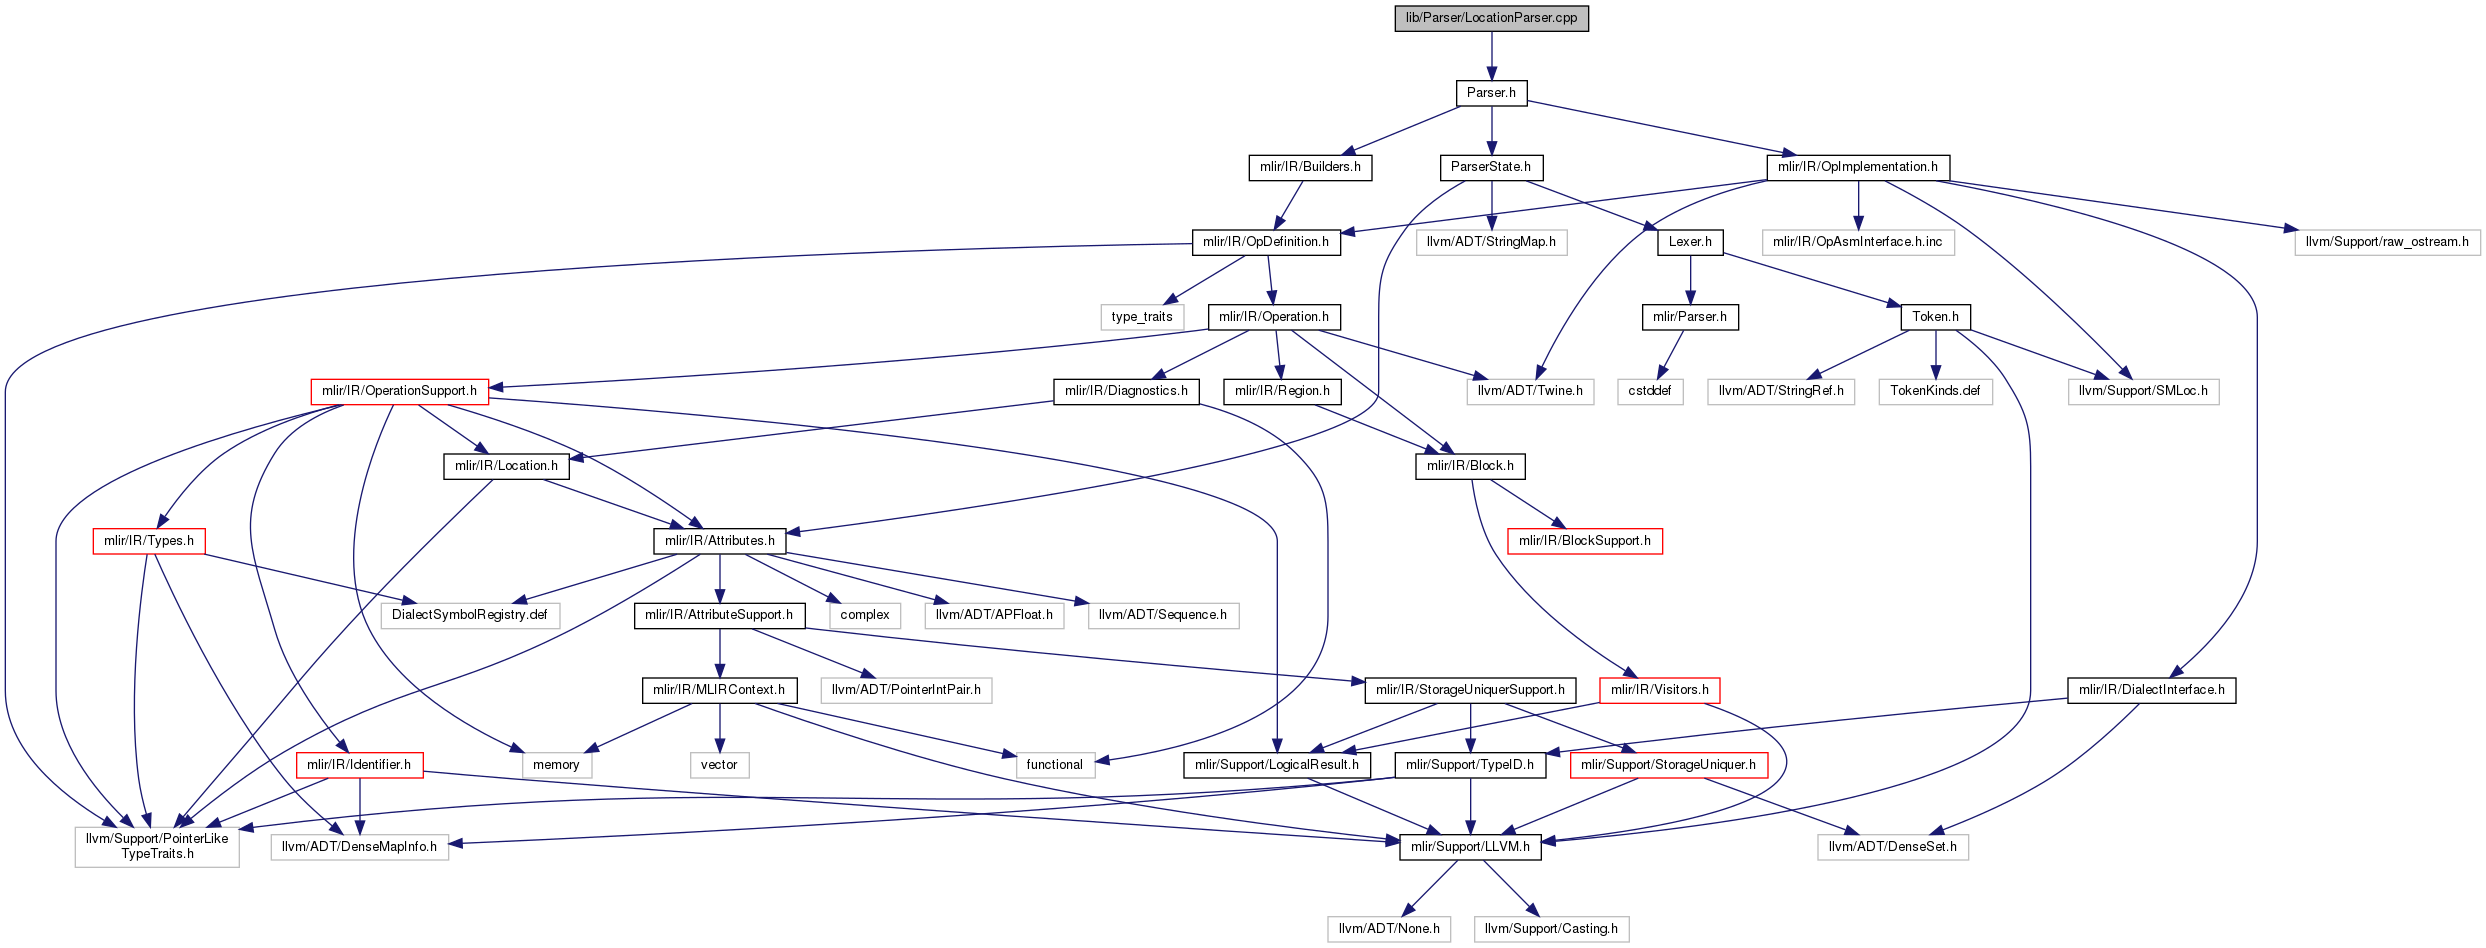 lib/Parser/LocationParser.cpp
Parser.h
mlir/IR/Builders.h
ParserState.h
mlir/IR/OpImplementation.h
mlir/IR/OpDefinition.h
llvm/ADT/StringMap.h
Lexer.h
mlir/IR/OpAsmInterface.h.inc
llvm/Support/raw_ostream.h
type_traits
mlir/IR/Operation.h
mlir/Parser.h
Token.h
mlir/IR/OperationSupport.h
mlir/IR/Diagnostics.h
mlir/IR/Region.h
llvm/ADT/Twine.h
cstddef
llvm/ADT/StringRef.h
TokenKinds.def
llvm/Support/SMLoc.h
mlir/IR/Location.h
mlir/IR/Block.h
mlir/IR/Types.h
mlir/IR/Attributes.h
mlir/IR/BlockSupport.h
DialectSymbolRegistry.def
mlir/IR/AttributeSupport.h
complex
llvm/ADT/APFloat.h
llvm/ADT/Sequence.h
mlir/IR/MLIRContext.h
llvm/ADT/PointerIntPair.h
mlir/IR/StorageUniquerSupport.h
mlir/IR/Visitors.h
mlir/IR/DialectInterface.h
mlir/IR/Identifier.h
memory
vector
functional
mlir/Support/LogicalResult.h
mlir/Support/TypeID.h
mlir/Support/StorageUniquer.h
llvm/Support/PointerLike
TypeTraits.h
llvm/ADT/DenseMapInfo.h
mlir/Support/LLVM.h
llvm/ADT/DenseSet.h
llvm/ADT/None.h
llvm/Support/Casting.h